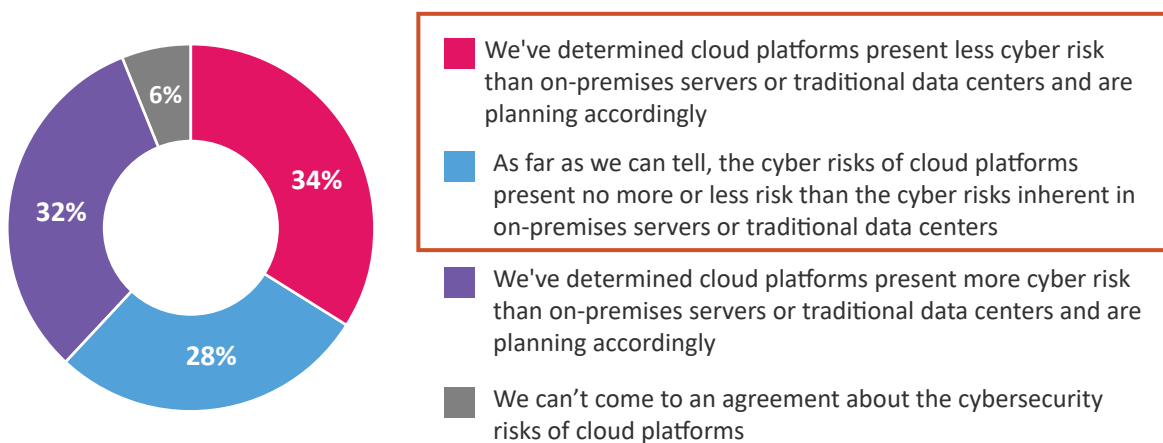 6%
34%
32%
28%
We've determined cloud platforms present less cyber risk
than on-premises servers or traditional data centers and are
planning accordingly
As far as we can tell, the cyber risks of cloud platforms
present no more or less risk than the cyber risks inherent in
on-premises servers or traditional data centers
We've determined cloud platforms present more cyber risk
than on-premises servers or traditional data centers and are
planning accordingly
We can’t come to an agreement about the cybersecurity
risks of cloud platforms